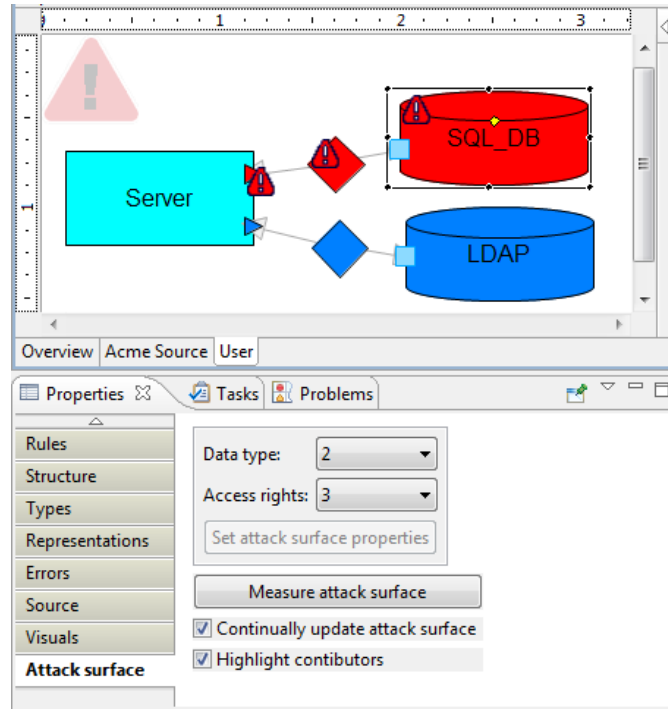 1 2 3
1
SQL_DB
Server
LDAP
Overview Acme Source User
Properties Tasks Problems
Rules
Structure
Types
Representations
Errors
Source
Visuals
Attack surface
Data type: 2
Access rights: 3
Set attack surface properties
Measure attack surface
Continually update attack surface
Highlight contibutors